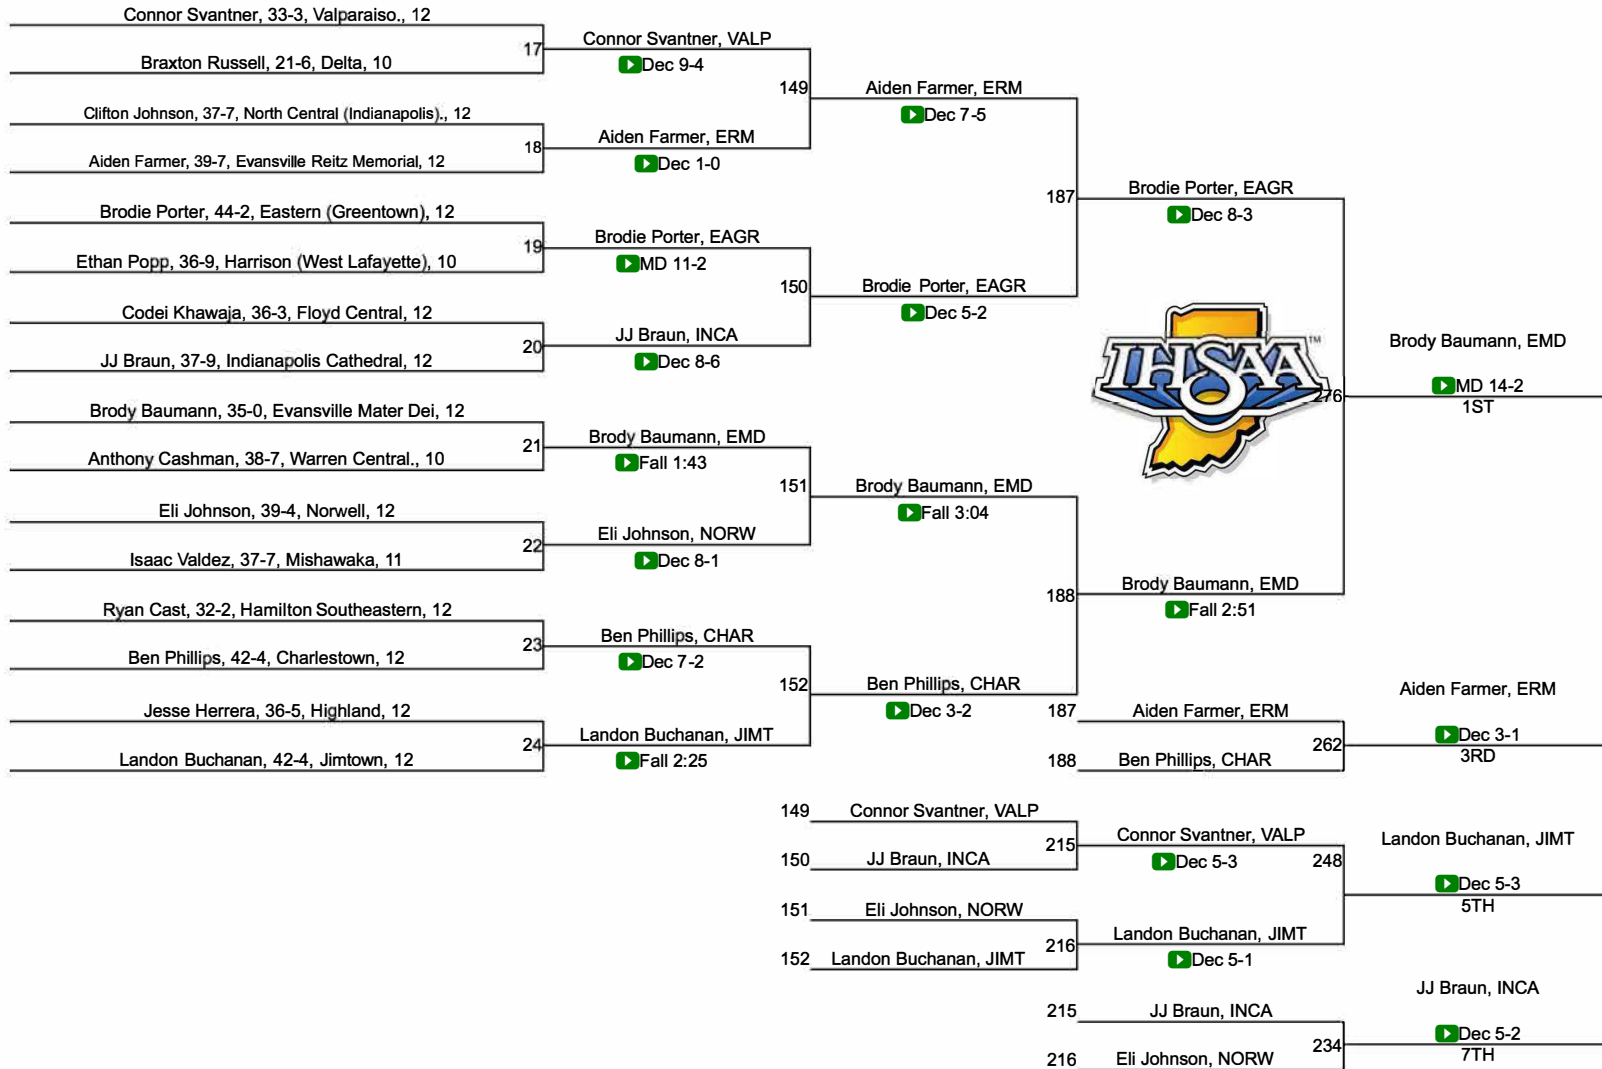 Connor Svantner, 33-3, Valparaiso., 12
17
Braxton Russell, 21-6, Delta, 10
Connor Svantner, VALP
Dec 9-4
149
Clifton Johnson, 37-7, North Central (Indianapolis)., 12
18
Aiden Farmer, 39-7, Evansville Reitz Memorial, 12
Aiden Farmer, ERM
Dec 1-0
Aiden Farmer, ERM
Dec 7-5
187
Brodie Porter, 44-2, Eastern (Greentown), 12
19
Ethan Popp, 36-9, Harrison (West Lafayette), 10
Brodie Porter, EAGR
MD 11-2
150
Codei Khawaja, 36-3, Floyd Central, 12
20
JJ Braun, 37-9, Indianapolis Cathedral, 12
JJ Braun, INCA
Dec 8-6
Brodie Porter, EAGR
Dec 5-2
Brodie Porter, EAGR
Dec 8-3
IHSAA
TM
276
Brody Baumann, EMD
MD 14-2
1ST
Brody Baumann, 35-0, Evansville Mater Dei, 12
21
Anthony Cashman, 38-7, Warren Central., 10
Brody Baumann, EMD
Fall 1:43
151
Eli Johnson, 39-4, Norwell, 12
22
Isaac Valdez, 37-7, Mishawaka, 11
Eli Johnson, NORW
Dec 8-1
Brody Baumann, EMD
Fall 3:04
188
Brody Baumann, EMD
Fall 2:51
Ryan Cast, 32-2, Hamilton Southeastern, 12
23
Ben Phillips, 42-4, Charlestown, 12
Ben Phillips, CHAR
Dec 7-2
152
Jesse Herrera, 36-5, Highland, 12
24
Landon Buchanan, 42-4, Jimtown, 12
Landon Buchanan, JIMT
Fall 2:25
Ben Phillips, CHAR
Dec 3-2
187 Aiden Farmer, ERM
262
188 Ben Phillips, CHAR
Aiden Farmer, ERM
Dec 3-1
3RD
149 Connor Svantner, VALP
215
150 JJ Braun, INCA
Connor Svantner, VALP
Dec 5-3
248
151 Eli Johnson, NORW
216
152 Landon Buchanan, JIMT
Landon Buchanan, JIMT
Dec 5-1
Landon Buchanan, JIMT
Dec 5-3
5TH
215 JJ Braun, INCA
234
216 Eli Johnson, NORW
JJ Braun, INCA
Dec 5-2
7TH